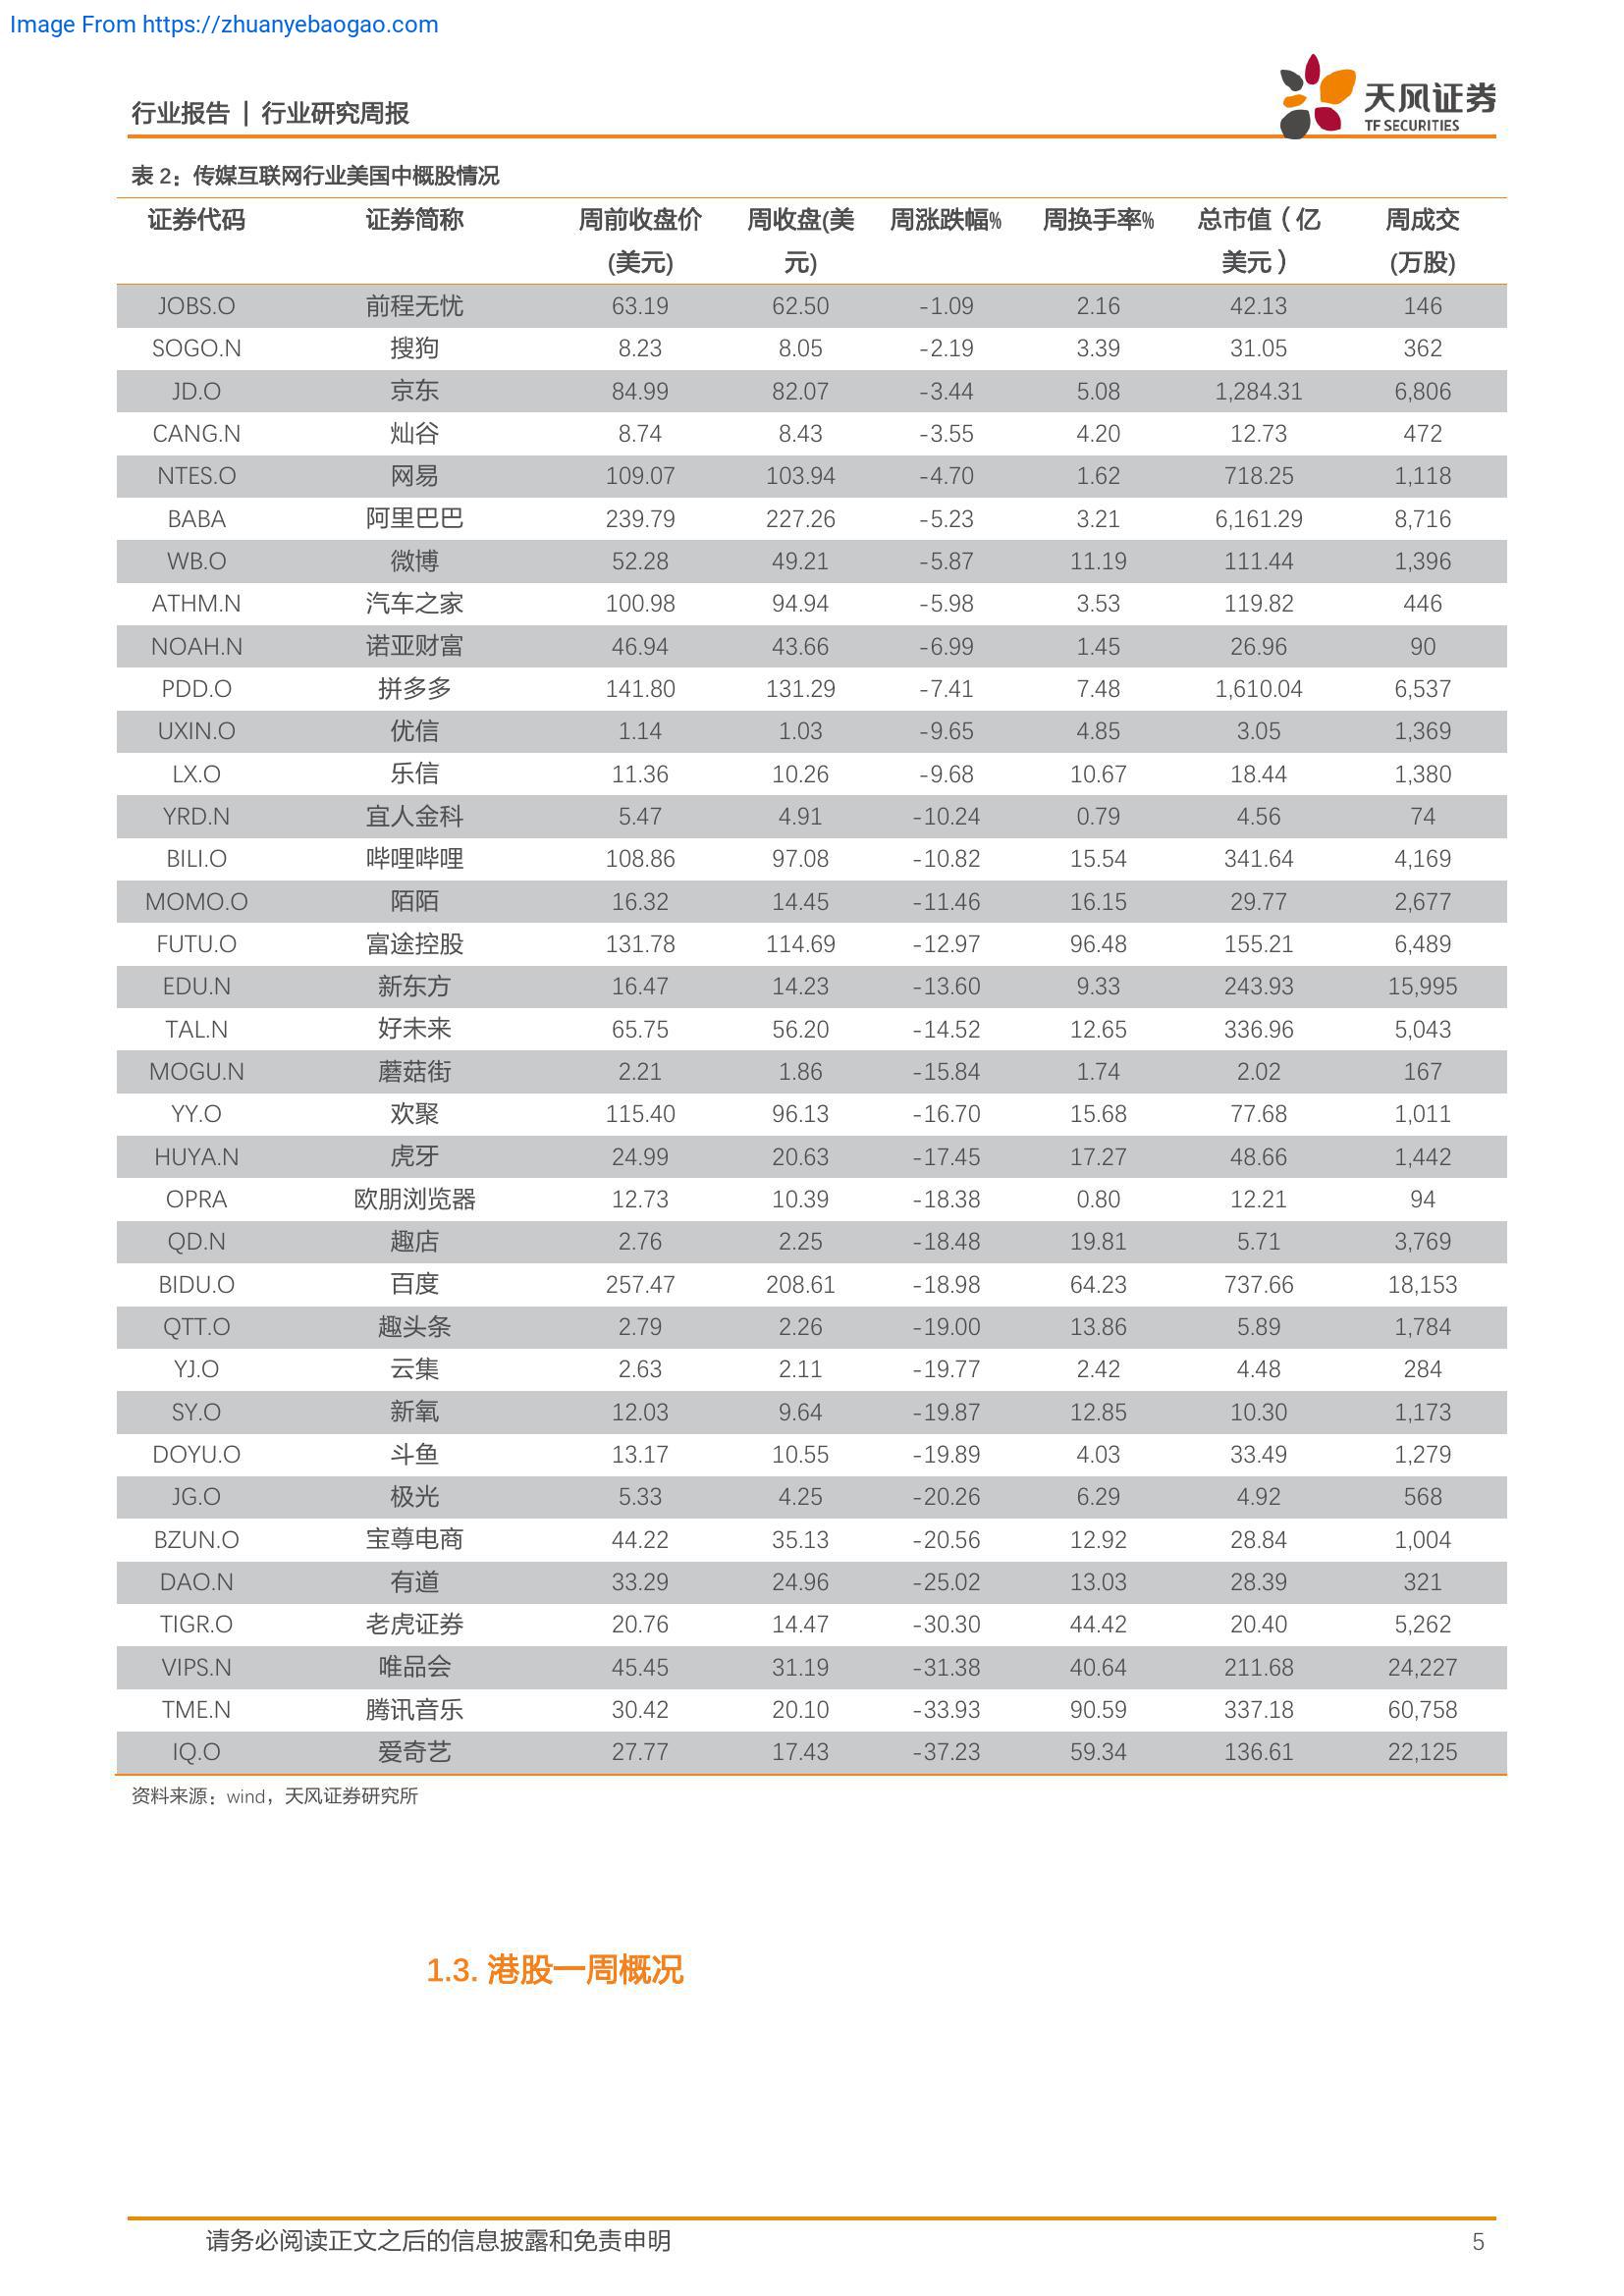 Image From https://zhuanyebaogao.com
行业报告 | 行业研究周报
天风证券
TF SECURITIES
表 2：传媒互联网行业美国中概股情况
证券代码 证券简称 周前收盘价 周收盘(美 周涨跌幅% 周换手率% 总市值（亿 周成交
(美元) 元) 美元） (万股)
JOBS.O 前程无忧 63.19 62.50 -1.09 2.16 42.13 146
SOGO.N 搜狗 8.23 8.05 -2.19 3.39 31.05 362
JD.O 京东 84.99 82.07 -3.44 5.08 1,284.31 6,806
CANG.N 灿谷 8.74 8.43 -3.55 4.20 12.73 472
NTES.O 网易 109.07 103.94 -4.70 1.62 718.25 1,118
BABA 阿里巴巴 239.79 227.26 -5.23 3.21 6,161.29 8,716
WB.O 微博 52.28 49.21 -5.87 11.19 111.44 1,396
ATHM.N 汽车之家 100.98 94.94 -5.98 3.53 119.82 446
NOAH.N 诺亚财富 46.94 43.66 -6.99 1.45 26.96 90
PDD.O 拼多多 141.80 131.29 -7.41 7.48 1,610.04 6,537
UXIN.O 优信 1.14 1.03 -9.65 4.85 3.05 1,369
LX.O 乐信 11.36 10.26 -9.68 10.67 18.44 1,380
YRD.N 宜人金科 5.47 4.91 -10.24 0.79 4.56 74
BILI.O 哔哩哔哩 108.86 97.08 -10.82 15.54 341.64 4,169
MOMO.O 陌陌 16.32 14.45 -11.46 16.15 29.77 2,677
FUTU.O 富途控股 131.78 114.69 -12.97 96.48 155.21 6,489
EDU.N 新东方 16.47 14.23 -13.60 9.33 243.93 15,995
TAL.N 好未来 65.75 56.20 -14.52 12.65 336.96 5,043
MOGU.N 蘑菇街 2.21 1.86 -15.84 1.74 2.02 167
YY.O 欢聚 115.40 96.13 -16.70 15.68 77.68 1,011
HUYA.N 虎牙 24.99 20.63 -17.45 17.27 48.66 1,442
OPRA 欧朋浏览器 12.73 10.39 -18.38 0.80 12.21 94
QD.N 趣店 2.76 2.25 -18.48 19.81 5.71 3,769
BIDU.O 百度 257.47 208.61 -18.98 64.23 737.66 18,153
QTT.O 趣头条 2.79 2.26 -19.00 13.86 5.89 1,784
YJ.O 云集 2.63 2.11 -19.77 2.42 4.48 284
SY.O 新氧 12.03 9.64 -19.87 12.85 10.30 1,173
DOYU.O 斗鱼 13.17 10.55 -19.89 4.03 33.49 1,279
JG.O 极光 5.33 4.25 -20.26 6.29 4.92 568
BZUN.O 宝尊电商 44.22 35.13 -20.56 12.92 28.84 1,004
DAO.N 有道 33.29 24.96 -25.02 13.03 28.39 321
TIGR.O 老虎证券 20.76 14.47 -30.30 44.42 20.40 5,262
VIPS.N 唯品会 45.45 31.19 -31.38 40.64 211.68 24,227
TME.N 腾讯音乐 30.42 20.10 -33.93 90.59 337.18 60,758
IQ.O 爱奇艺 27.77 17.43 -37.23 59.34 136.61 22,125
资料来源：wind，天风证券研究所
1.3. 港股一周概况
请务必阅读正文之后的信息披露和免责申明 5